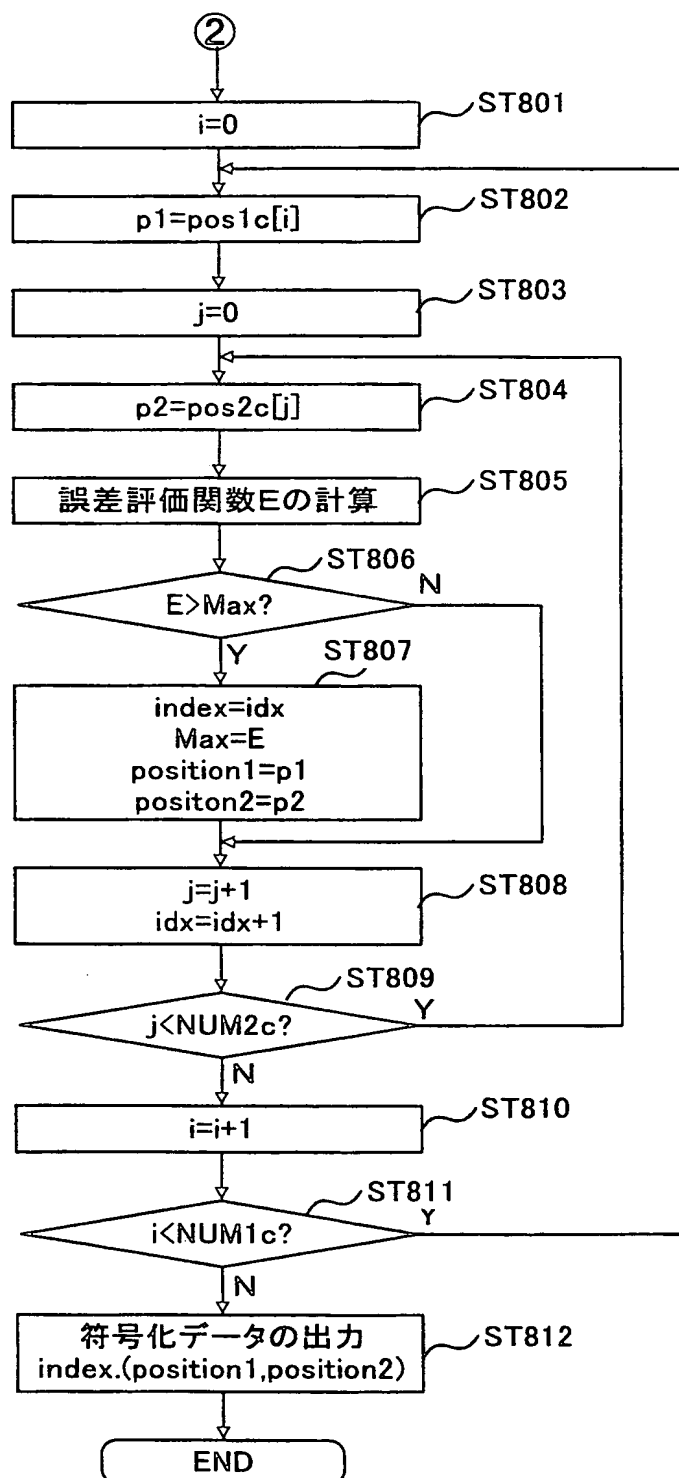 ②
i=0
ST801
p1=pos1c[i]
ST802
j=0
ST803
p2=pos2c[j]
ST804
誤差評価関数Eの計算
ST805
E>Max?
ST806
N
Y
index=idx
Max=E
position1=p1
positon2=p2
ST807
j=j+1
idx=idx+1
ST808
j<NUM2c?
ST809
Y
N
i=i+1
ST810
i<NUM1c?
ST811
Y
N
符号化データの出力
index.(position1,position2)
ST812
END